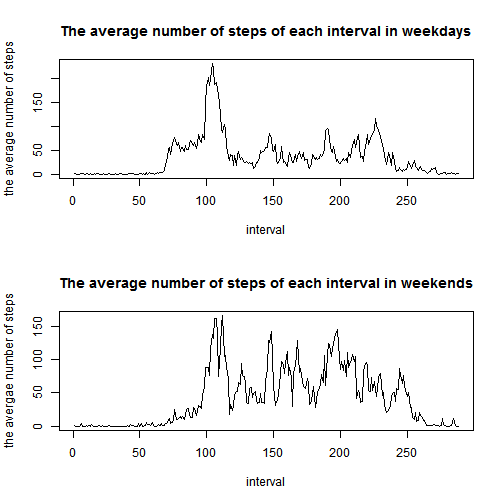 The average number of steps of each interval in weekdays
the averge number of steps
150
50
0
0 50 100 150 200 250
interval
The average number of steps of each interval in weekends
the avergae number of steps
150
100
50
0
0 50 100 150 200 250
interval